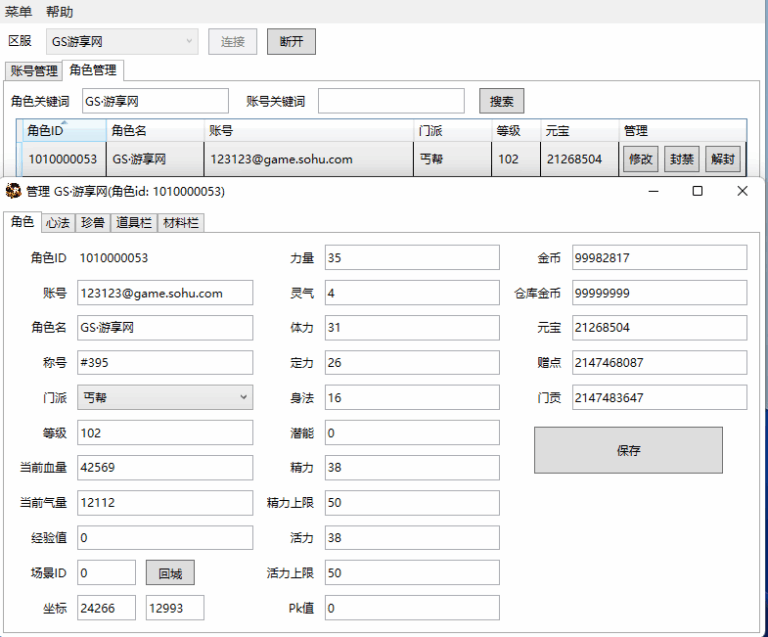 菜单 帮助
区服 GS游享网 连接 断开
账号管理 角色管理
角色关键词 GS·游享网 账号关键词 搜索
角色ID 角色名 账号 门派 等级 元宝 管理
1010000053 GS·游享网 123123@game.sohu.com 丐帮 102 21268504 修改 封禁 解封
管理 GS·游享网(角色id: 1010000053)
角色 心法 珍兽 道具栏 材料栏
角色ID 1010000053 力量 35 金币 99982817
账号 123123@game.sohu.com 灵气 4 仓库金币 99999999
角色名 GS·游享网 体力 31 元宝 21268504
称号 #395 定力 26 赠点 2147468087
门派 丐帮 身法 16 门贡 2147483647
等级 102 潜能 0 保存
当前血量 42569 精力 38
当前气量 12112 精力上限 50
经验值 0 活力 38
场景ID 0 回城 活力上限 50
坐标 24266 12993 Pk值 0